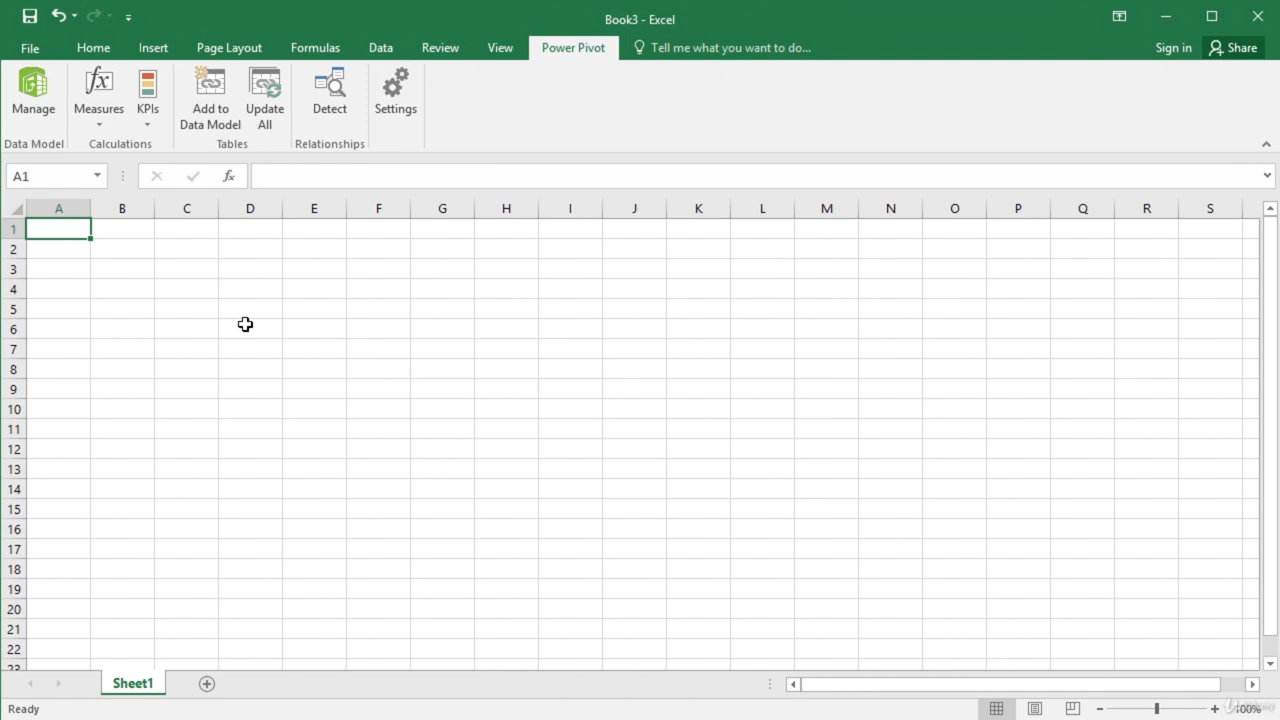 Book3 - Excel
File Home Insert Page Layout Formulas Data Review View Power Pivot Tell me what you want to do... Sign in Share
Manage Measures KPIs Add to Data Model Update All Detect Settings
Data Model Calculations Tables Relationships
A1 fx
A B C D E F G H I J K L M N O P Q R S
1
2
3
4
5
6
7
8
9
10
11
12
13
14
15
16
17
18
19
20
21
22
23
Sheet1
Ready 100%